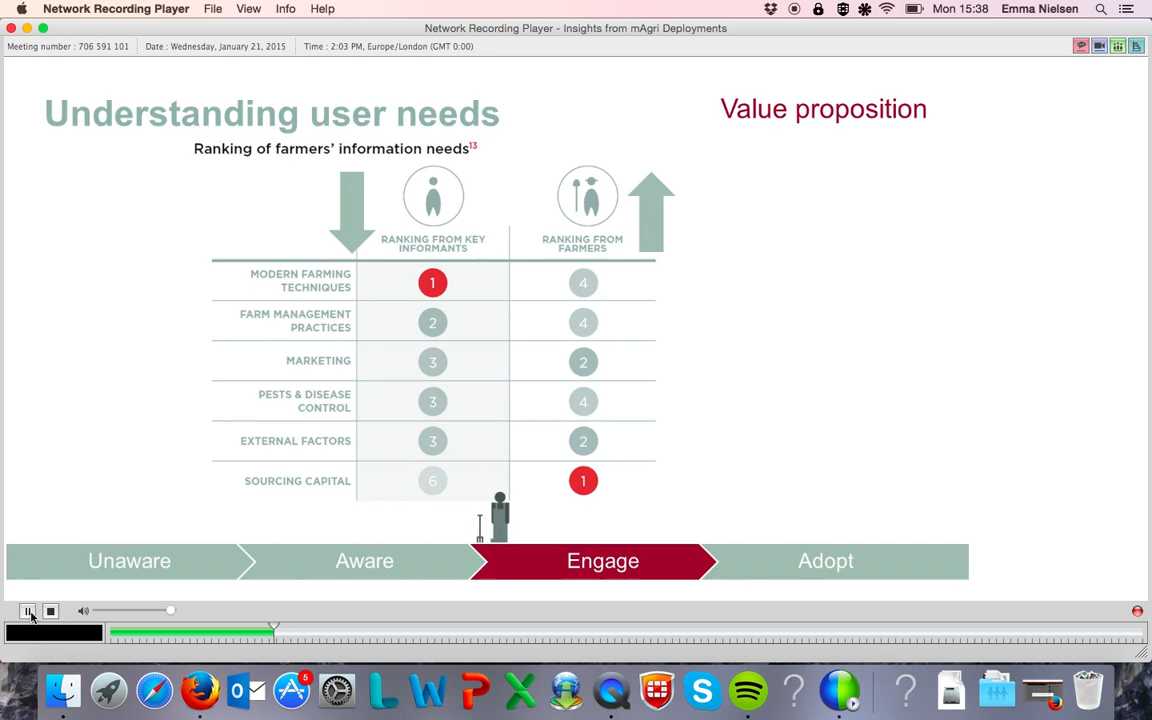 Network Recording Player File View Info Help Mon 15:38 Emma Nielsen
Network Recording Player - Insights from mAgri Deployments
Meeting number : 706 591 101 Date : Wednesday, January 21, 2015 Time : 2:03 PM, Europe/London (GMT 0:00)
Understanding user needs
Value proposition
Ranking of farmers' information needs13
RANKING FROM KEY INFORMANTS
RANKING FROM FARMERS
MODERN FARMING TECHNIQUES 1 4
FARM MANAGEMENT PRACTICES 2 4
MARKETING 3 2
PESTS & DISEASE CONTROL 3 4
EXTERNAL FACTORS 3 2
SOURCING CAPITAL 6 1
Unaware Aware Engage Adopt
5